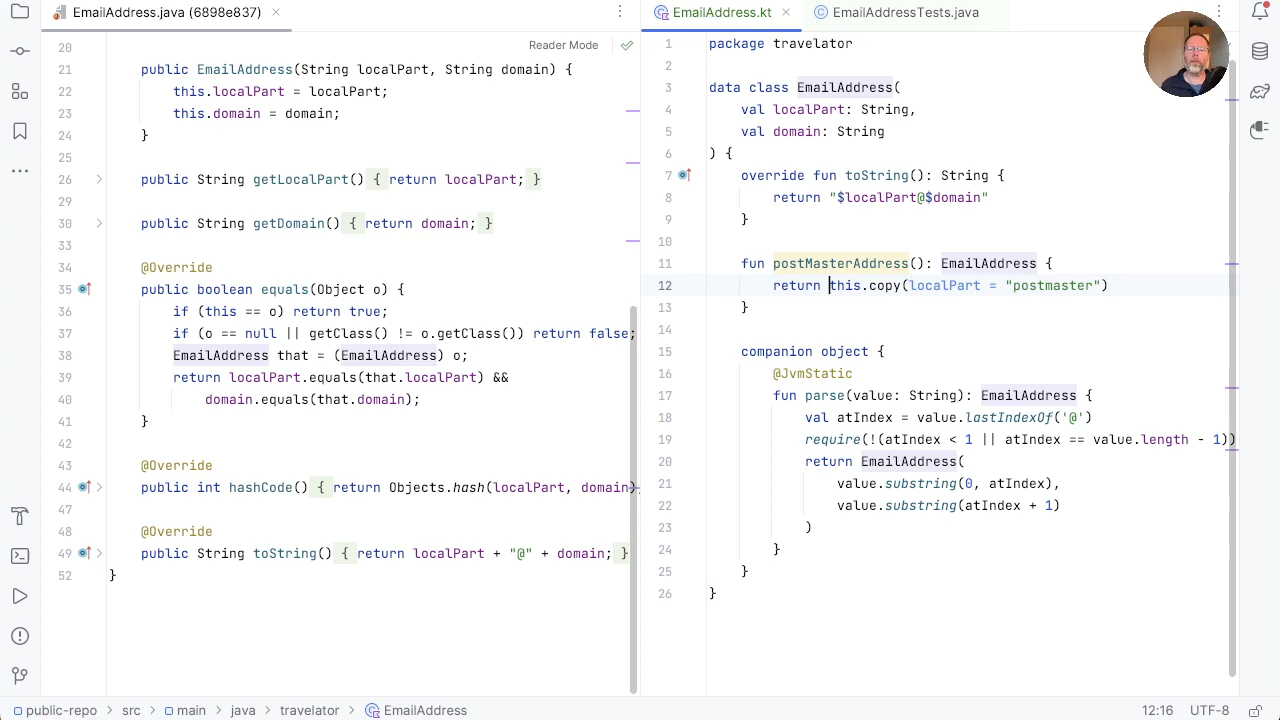 EmailAddress.java (6898e837)
EmailAddress.kt
EmailAddressTests.java
Reader Mode
20
21 public EmailAddress(String localPart, String domain) {
22 this.localPart = localPart;
23 this.domain = domain;
24 }
25
26 public String getLocalPart() { return localPart; }
29
30 public String getDomain() { return domain; }
33
34 @Override
35 public boolean equals(Object o) {
36 if (this == o) return true;
37 if (o == null || getClass() != o.getClass()) return false;
38 EmailAddress that = (EmailAddress) o;
39 return localPart.equals(that.localPart) &&
40 domain.equals(that.domain);
41 }
42
43 @Override
44 public int hashCode() { return Objects.hash(localPart, domain)
47
48 @Override
49 public String toString() { return localPart + "@" + domain; }
52 }
1 package travelator
2
3 data class EmailAddress(
4 val localPart: String,
5 val domain: String
6 ) {
7 override fun toString(): String {
8 return "$localPart@$domain"
9 }
10
11 fun postMasterAddress(): EmailAddress {
12 return this.copy(localPart = "postmaster")
13 }
14
15 companion object {
16 @JvmStatic
17 fun parse(value: String): EmailAddress {
18 val atIndex = value.lastIndexOf('@')
19 require(!(atIndex < 1 || atIndex == value.length - 1))
20 return EmailAddress(
21 value.substring(0, atIndex),
22 value.substring(atIndex + 1)
23 )
24 }
25 }
26 }
public-repo > src > main > java > travelator > EmailAddress
12:16 UTF-8